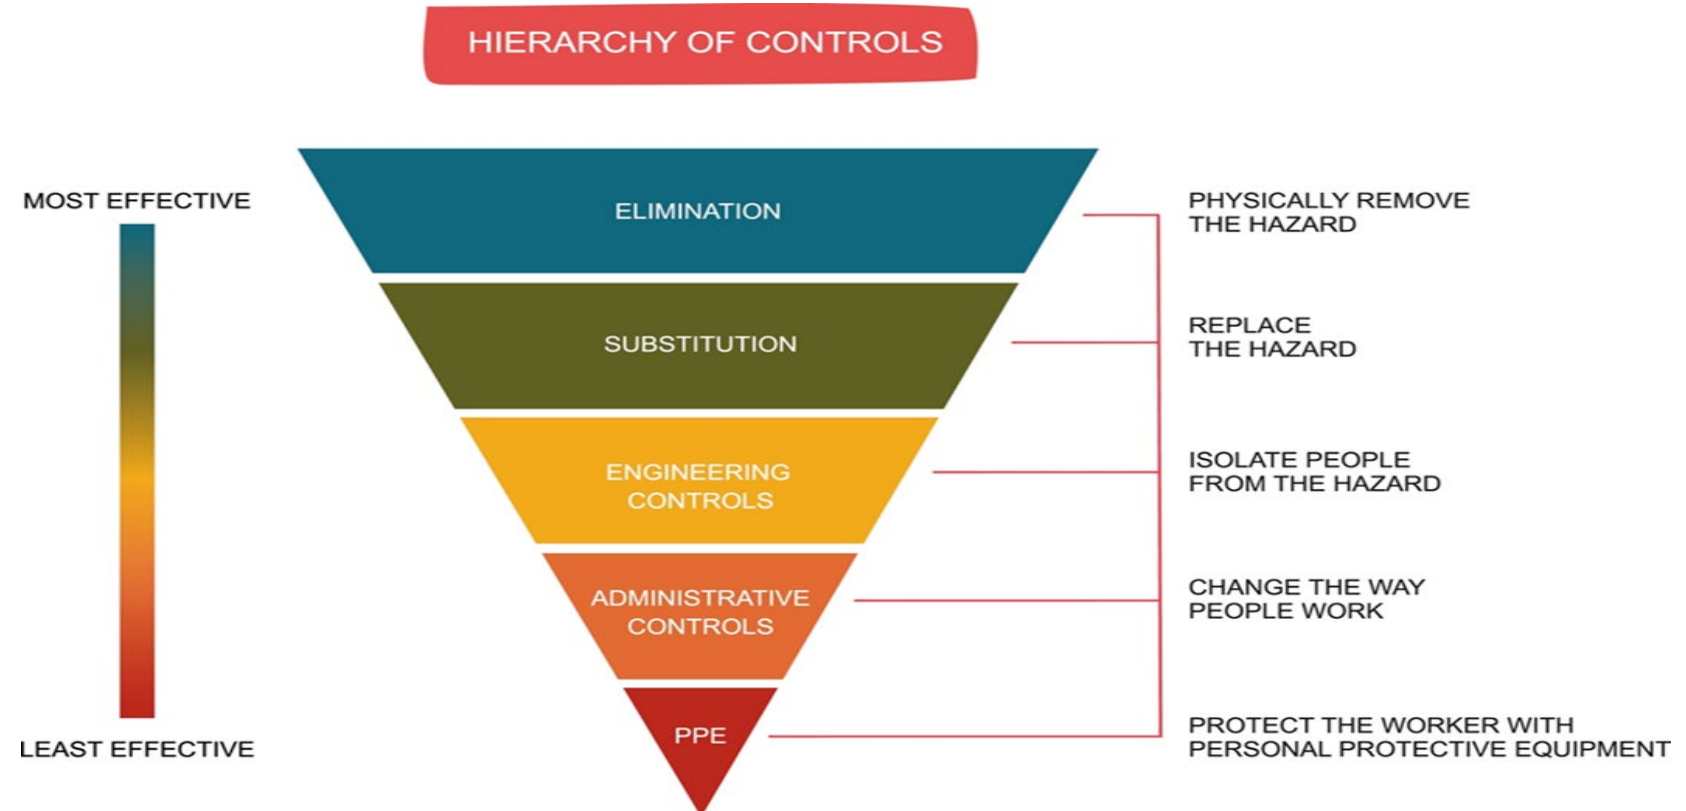 HIERARCHY OF CONTROLS
MOST EFFECTIVE
LEAST EFFECTIVE
ELIMINATION
PHYSICALLY REMOVE
THE HAZARD
SUBSTITUTION
REPLACE
THE HAZARD
ENGINEERING
CONTROLS
ISOLATE PEOPLE
FROM THE HAZARD
ADMINISTRATIVE
CONTROLS
CHANGE THE WAY
PEOPLE WORK
PPE
PROTECT THE WORKER WITH
PERSONAL PROTECTIVE EQUIPMENT